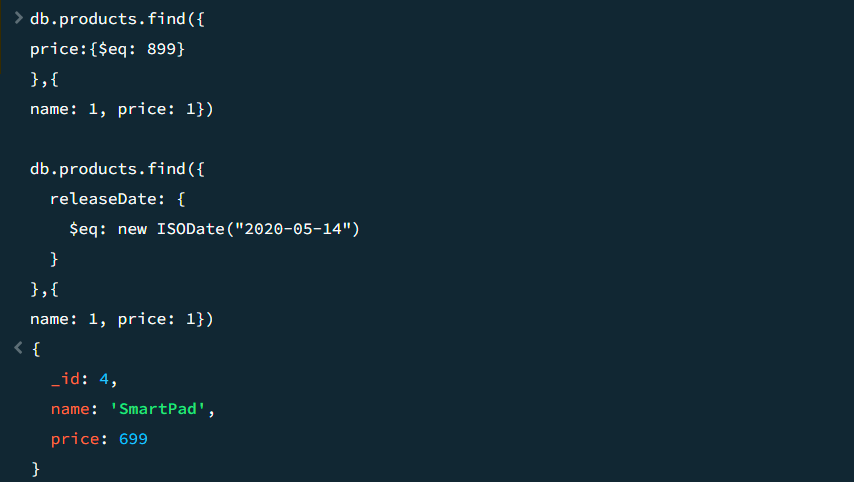 > db.products.find({
price:{$eq: 899}
},{
name: 1, price: 1})
db.products.find({
releaseDate: {
$eq: new ISODate("2020-05-14")
}
},{
name: 1, price: 1})
< {
_id: 4,
name: 'SmartPad',
price: 699
}